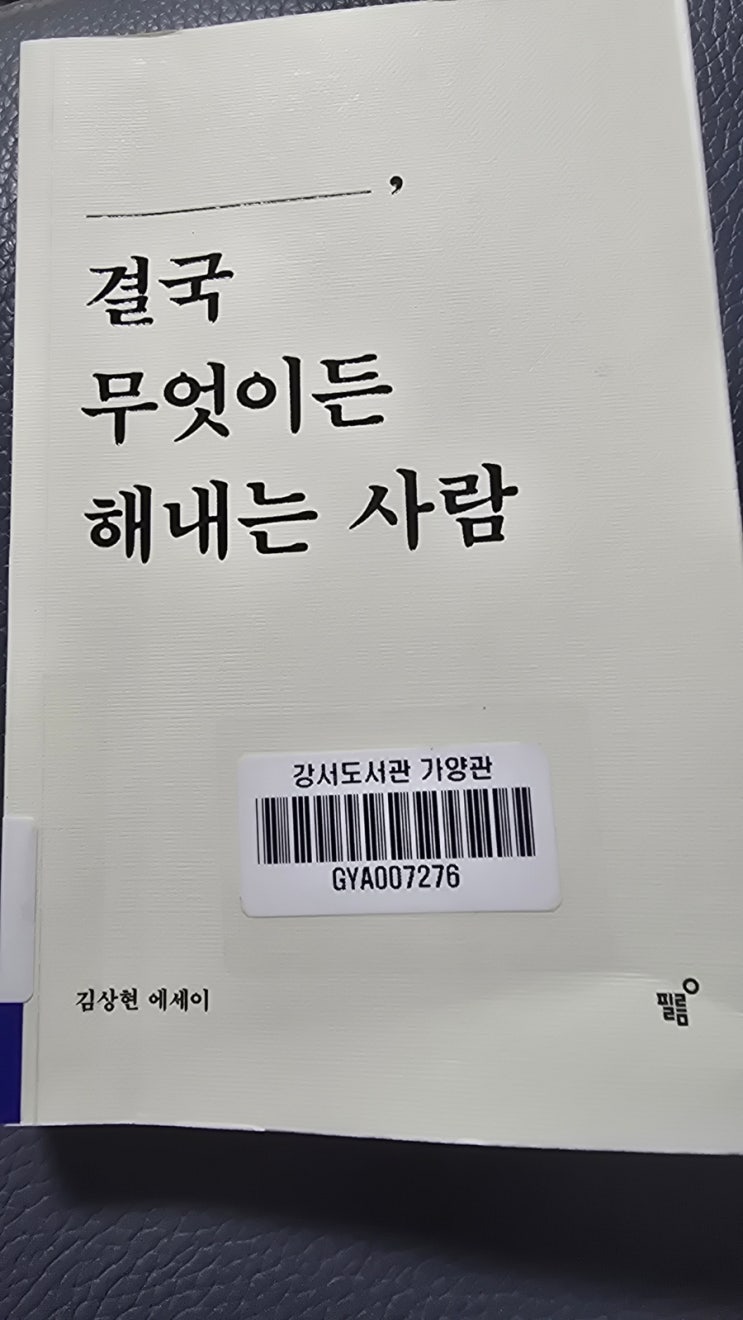 ________,
결국
무엇이든
해내는 사람
강서도서관 가양관
GYA007276
김상현 에세이
필름